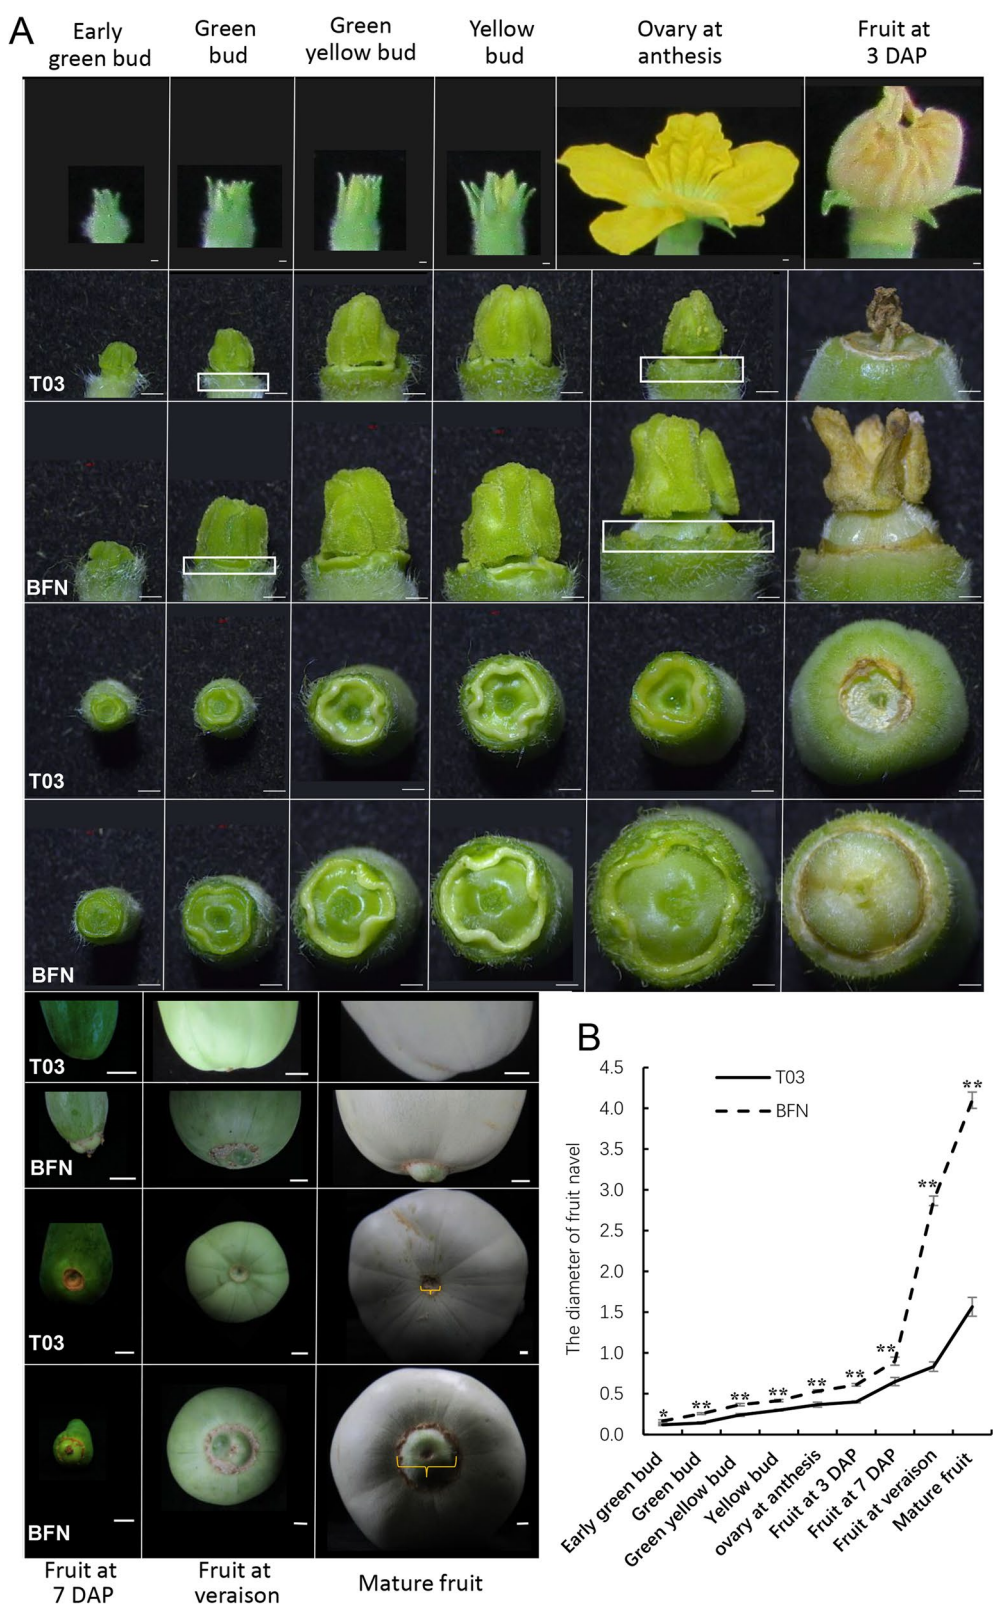 A
Early
green bud
Green
bud
Green
yellow bud
Yellow
bud
Ovary at
anthesis
Fruit at
3 DAP
T03
BFN
T03
BFN
T03
BFN
T03
BFN
Fruit at
7 DAP
Fruit at
veraison
Mature fruit
B
The diameter of fruit navel
4.5
4.0
3.5
3.0
2.5
2.0
1.5
1.0
0.5
0.0
T03
BFN
*
**
**
**
**
**
**
**
**
Early green bud
Green bud
Green yellow bud
Yellow bud
ovary at anthesis
Fruit at 3 DAP
Fruit at 7 DAP
Fruit at veraison
Mature fruit